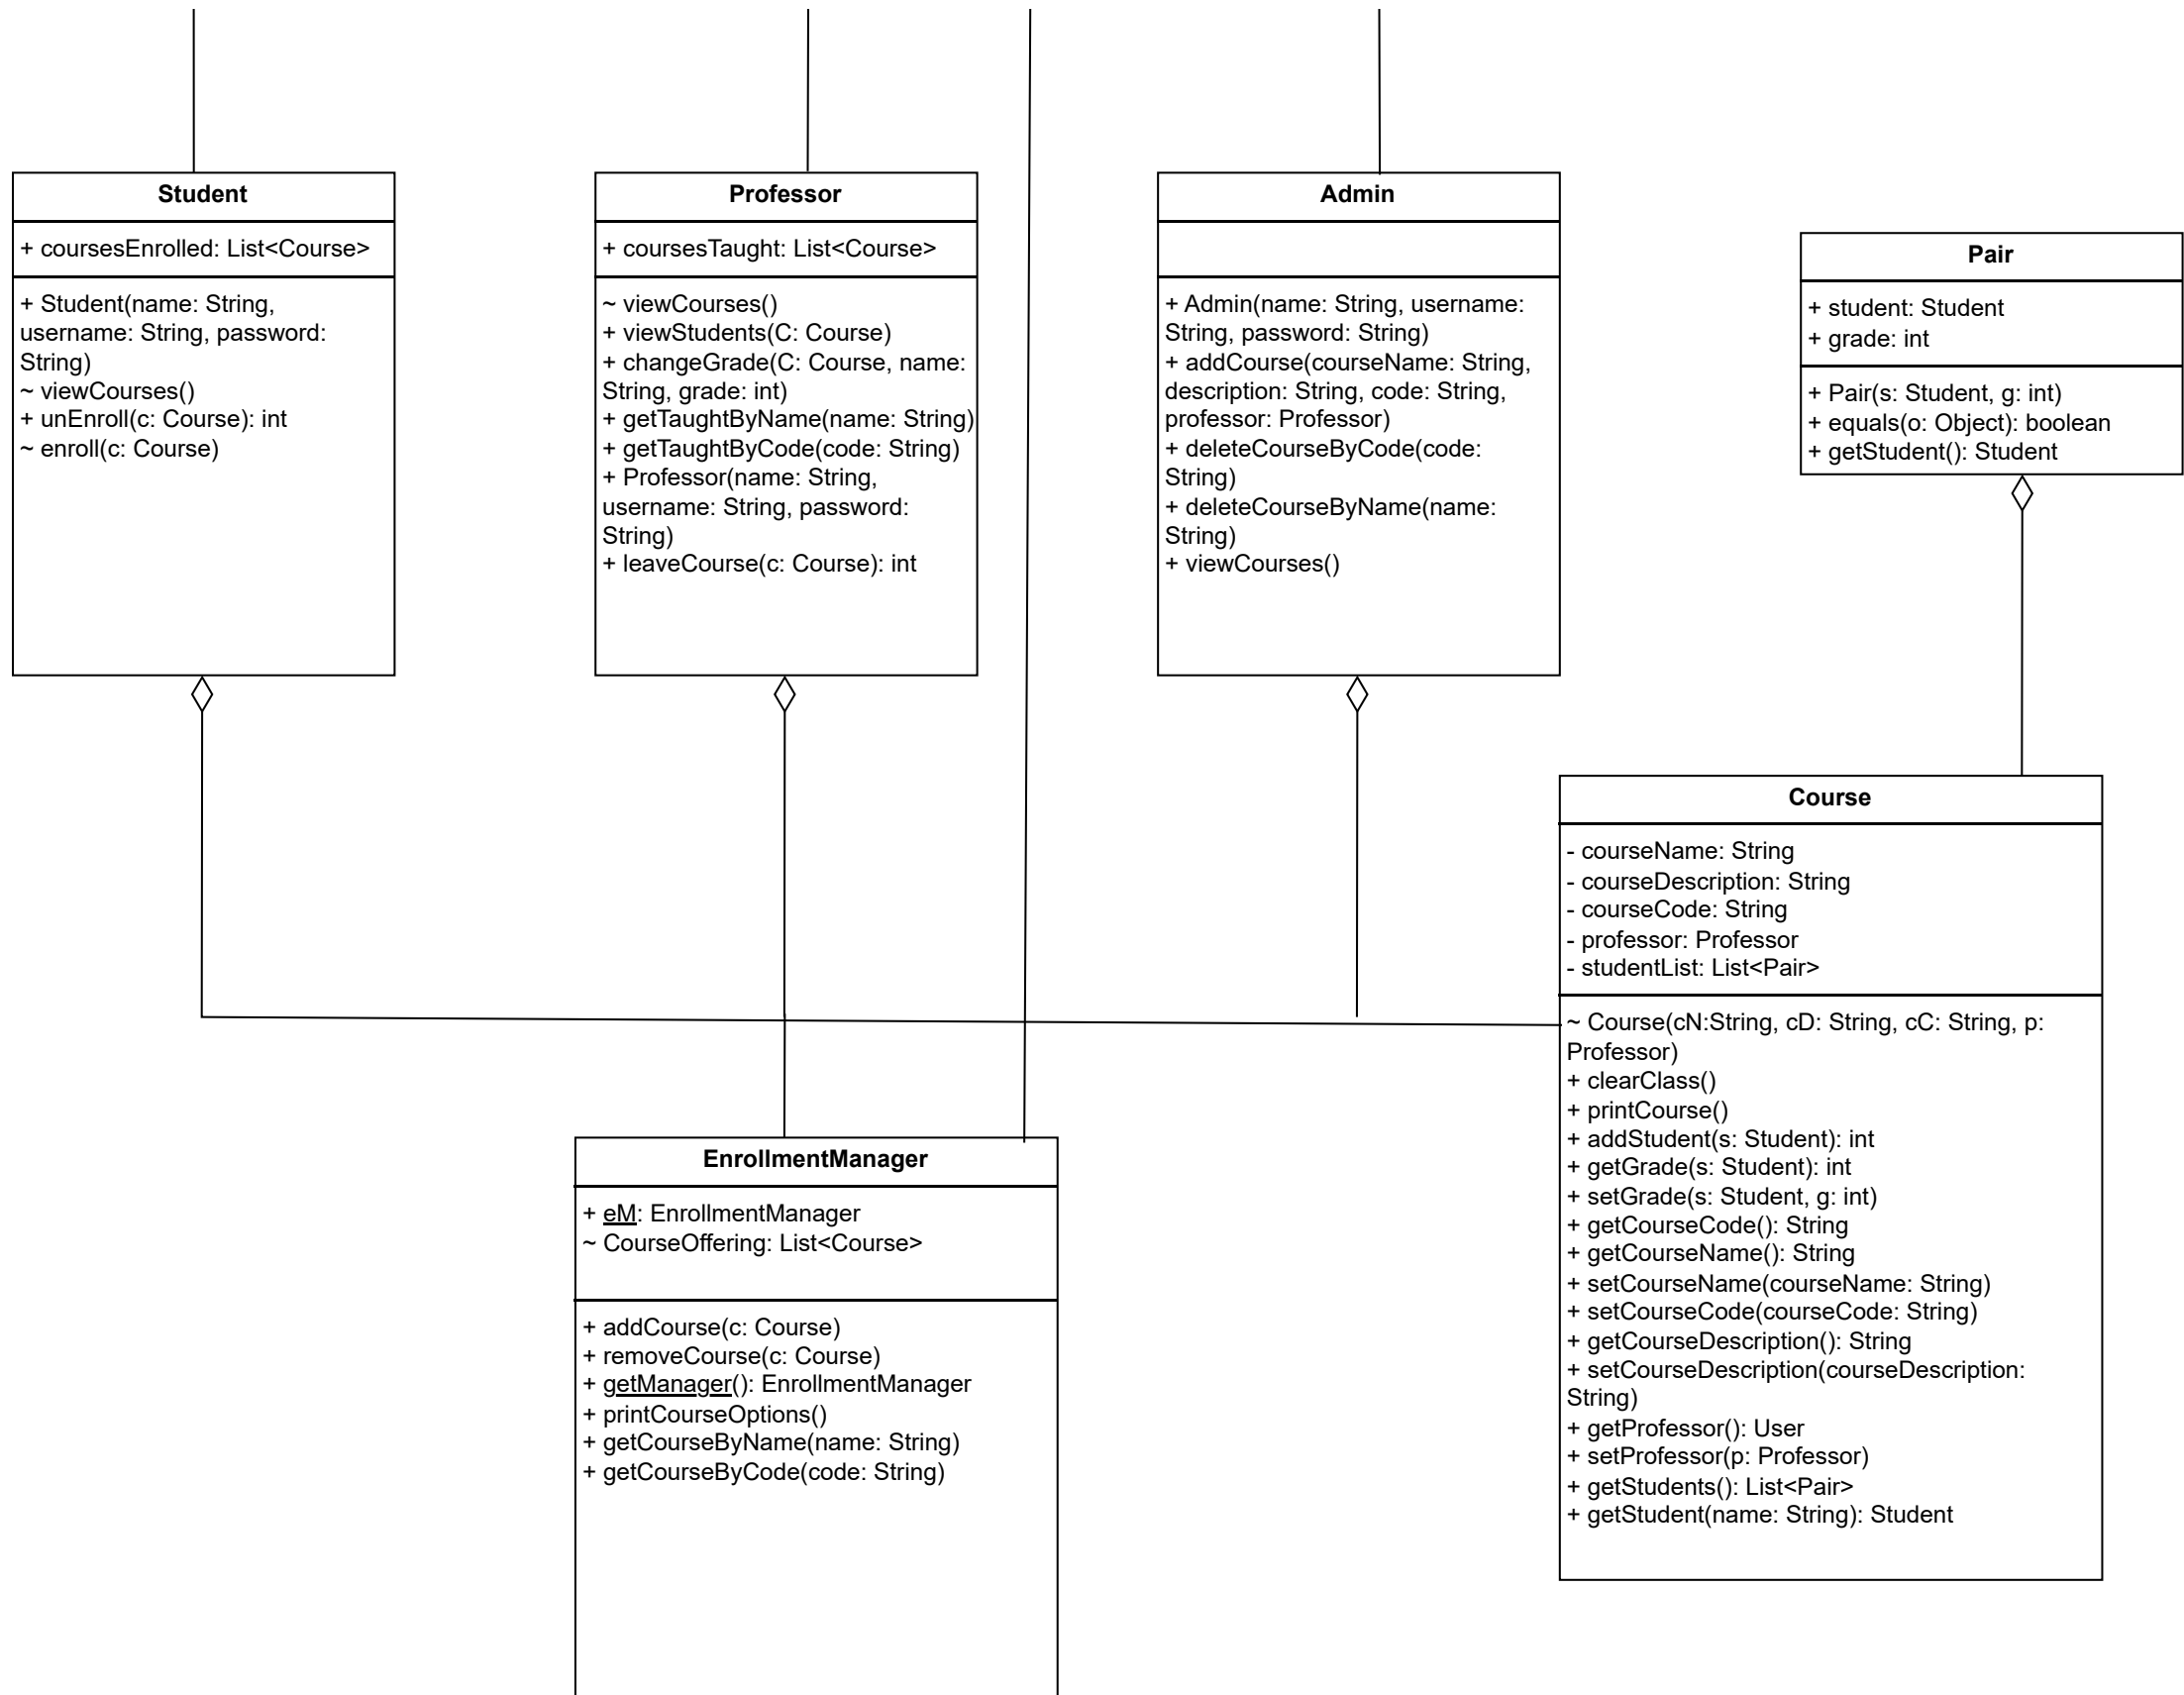 Student
+ coursesEnrolled: List<Course>
+ Student(name: String,
username: String, password:
String)
~ viewCourses()
+ unEnroll(c: Course): int
~ enroll(c: Course)
Professor
+ coursesTaught: List<Course>
~ viewCourses()
+ viewStudents(C: Course)
+ changeGrade(C: Course, name:
String, grade: int)
+ getTaughtByName(name: String)
+ getTaughtByCode(code: String)
+ Professor(name: String,
username: String, password:
String)
+ leaveCourse(c: Course): int
Admin
+ Admin(name: String, username:
String, password: String)
+ addCourse(courseName: String,
description: String, code: String,
professor: Professor)
+ deleteCourseByCode(code:
String)
+ deleteCourseByName(name:
String)
+ viewCourses()
Pair
+ student: Student
+ grade: int
+ Pair(s: Student, g: int)
+ equals(o: Object): boolean
+ getStudent(): Student
Course
- courseName: String
- courseDescription: String
- courseCode: String
- professor: Professor
- studentList: List<Pair>
~ Course(cN:String, cD: String, cC: String, p:
Professor)
+ clearClass()
+ printCourse()
+ addStudent(s: Student): int
+ getGrade(s: Student): int
+ setGrade(s: Student, g: int)
+ getCourseCode(): String
+ getCourseName(): String
+ setCourseName(courseName: String)
+ setCourseCode(courseCode: String)
+ getCourseDescription(): String
+ setCourseDescription(courseDescription:
String)
+ getProfessor(): User
+ setProfessor(p: Professor)
+ getStudents(): List<Pair>
+ getStudent(name: String): Student
EnrollmentManager
+ eM: EnrollmentManager
~ CourseOffering: List<Course>
+ addCourse(c: Course)
+ removeCourse(c: Course)
+ getManager(): EnrollmentManager
+ printCourseOptions()
+ getCourseByName(name: String)
+ getCourseByCode(code: String)